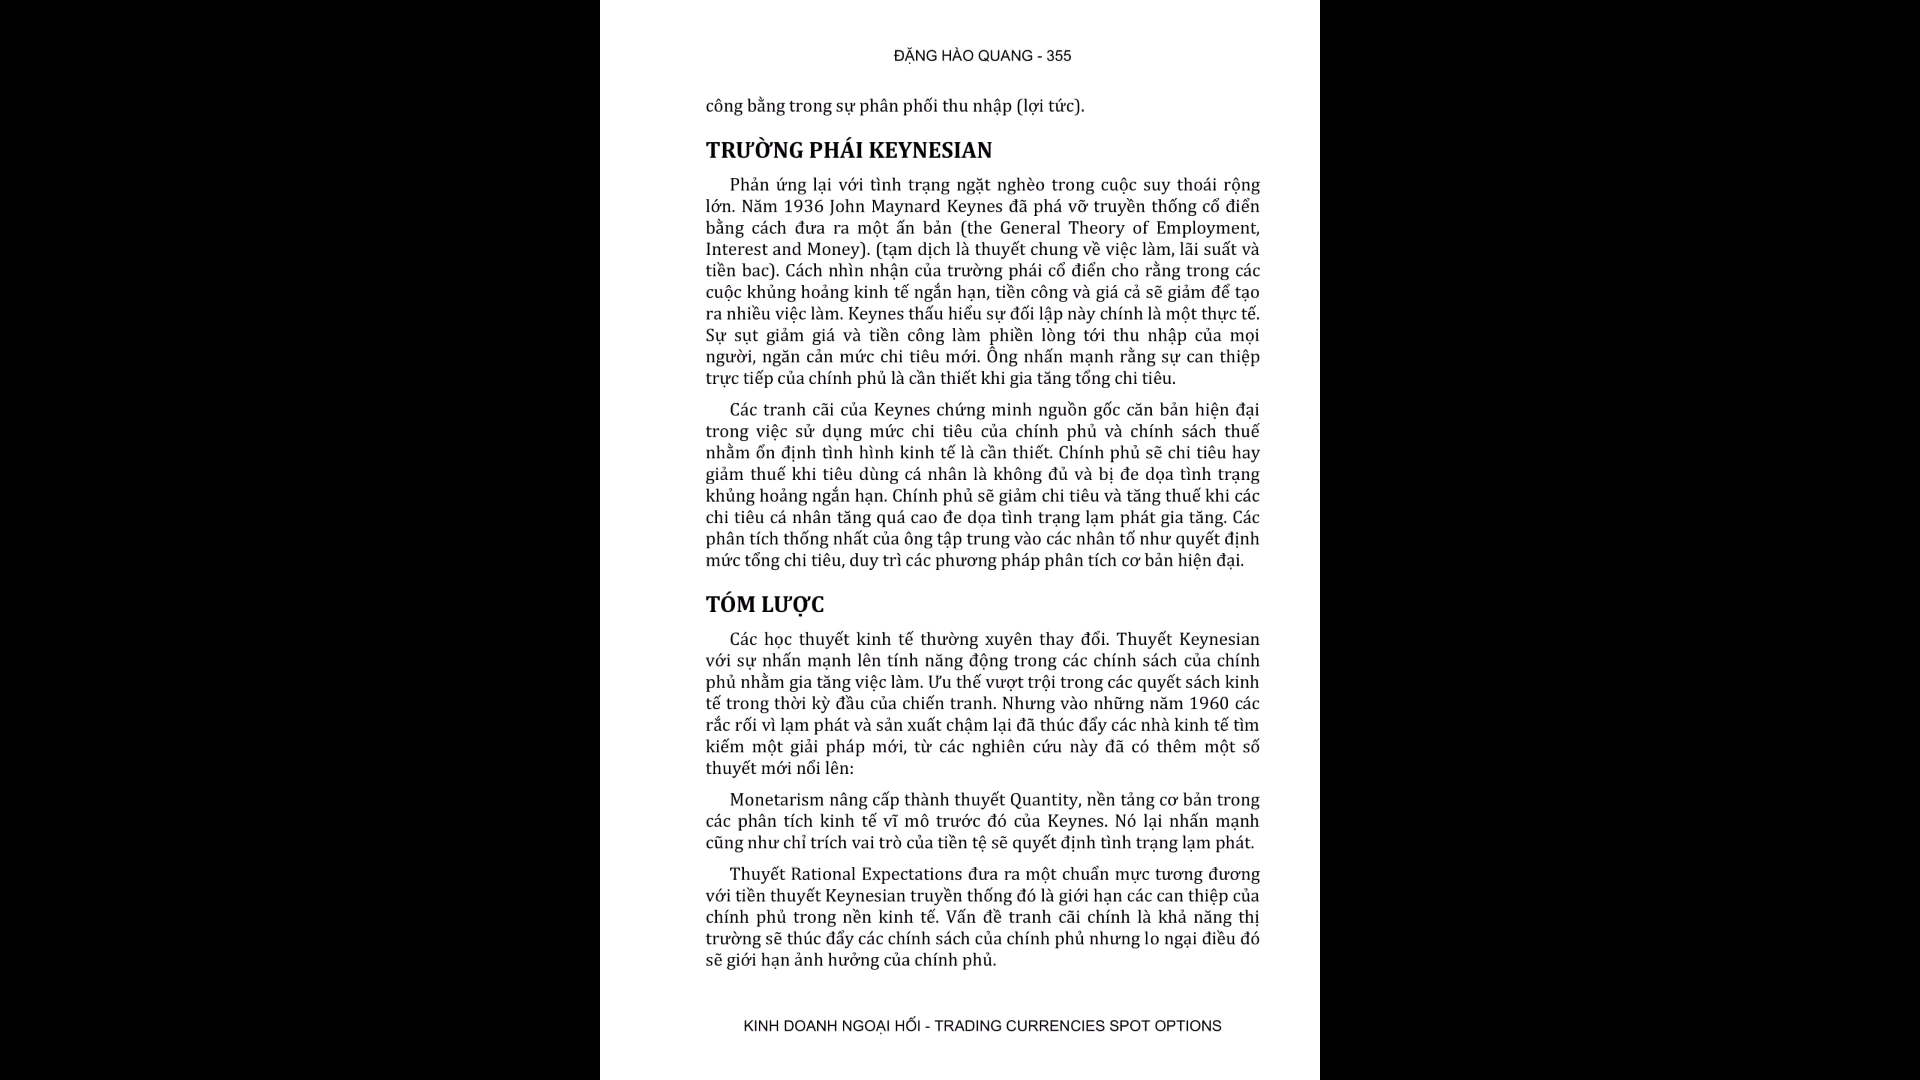 ĐẶNG HÀO QUANG - 355
công bằng trong sự phân phối thu nhập (lợi tức).
TRƯỜNG PHÁI KEYNESIAN
Phản ứng lại với tình trạng ngặt nghèo trong cuộc suy thoái rộng
lớn. Năm 1936 John Maynard Keynes đã phá vỡ truyền thống cổ điển
bằng cách đưa ra một ấn bản (the General Theory of Employment,
Interest and Money). (tạm dịch là thuyết chung về việc làm, lãi suất và
tiền bac). Cách nhìn nhận của trường phái cổ điển cho rằng trong các
cuộc khủng hoảng kinh tế ngắn hạn, tiền công và giá cả sẽ giảm để tạo
ra nhiều việc làm. Keynes thấu hiểu sự đối lập này chính là một thực tế.
Sự sụt giảm giá và tiền công làm phiền lòng tới thu nhập của mọi
người, ngăn cản mức chi tiêu mới. Ông nhấn mạnh rằng sự can thiệp
trực tiếp của chính phủ là cần thiết khi gia tăng tổng chi tiêu.
Các tranh cãi của Keynes chứng minh nguồn gốc căn bản hiện đại
trong việc sử dụng mức chi tiêu của chính phủ và chính sách thuế
nhằm ổn định tình hình kinh tế là cần thiết. Chính phủ sẽ chi tiêu hay
giảm thuế khi tiêu dùng cá nhân là không đủ và bị đe dọa tình trạng
khủng hoảng ngắn hạn. Chính phủ sẽ giảm chi tiêu và tăng thuế khi các
chi tiêu cá nhân tăng quá cao đe dọa tình trạng lạm phát gia tăng. Các
phân tích thống nhất của ông tập trung vào các nhân tố như quyết định
mức tổng chi tiêu, duy trì các phương pháp phân tích cơ bản hiện đại.
TÓM LƯỢC
Các học thuyết kinh tế thường xuyên thay đổi. Thuyết Keynesian
với sự nhấn mạnh lên tính năng động trong các chính sách của chính
phủ nhằm gia tăng việc làm. Ưu thế vượt trội trong các quyết sách kinh
tế trong thời kỳ đầu của chiến tranh. Nhưng vào những năm 1960 các
rắc rối vì lạm phát và sản xuất chậm lại đã thúc đẩy các nhà kinh tế tìm
kiếm một giải pháp mới, từ các nghiên cứu này đã có thêm một số
thuyết mới nổi lên:
Monetarism nâng cấp thành thuyết Quantity, nền tảng cơ bản trong
các phân tích kinh tế vĩ mô trước đó của Keynes. Nó lại nhấn mạnh
cũng như chỉ trích vai trò của tiền tệ sẽ quyết định tình trạng lạm phát.
Thuyết Rational Expectations đưa ra một chuẩn mực tương đương
với tiền thuyết Keynesian truyền thống đó là giới hạn các can thiệp của
chính phủ trong nền kinh tế. Vấn đề tranh cãi chính là khả năng thị
trường sẽ thúc đẩy các chính sách của chính phủ nhưng lo ngại điều đó
sẽ giới hạn ảnh hưởng của chính phủ.
KINH DOANH NGOẠI HỐI - TRADING CURRENCIES SPOT OPTIONS